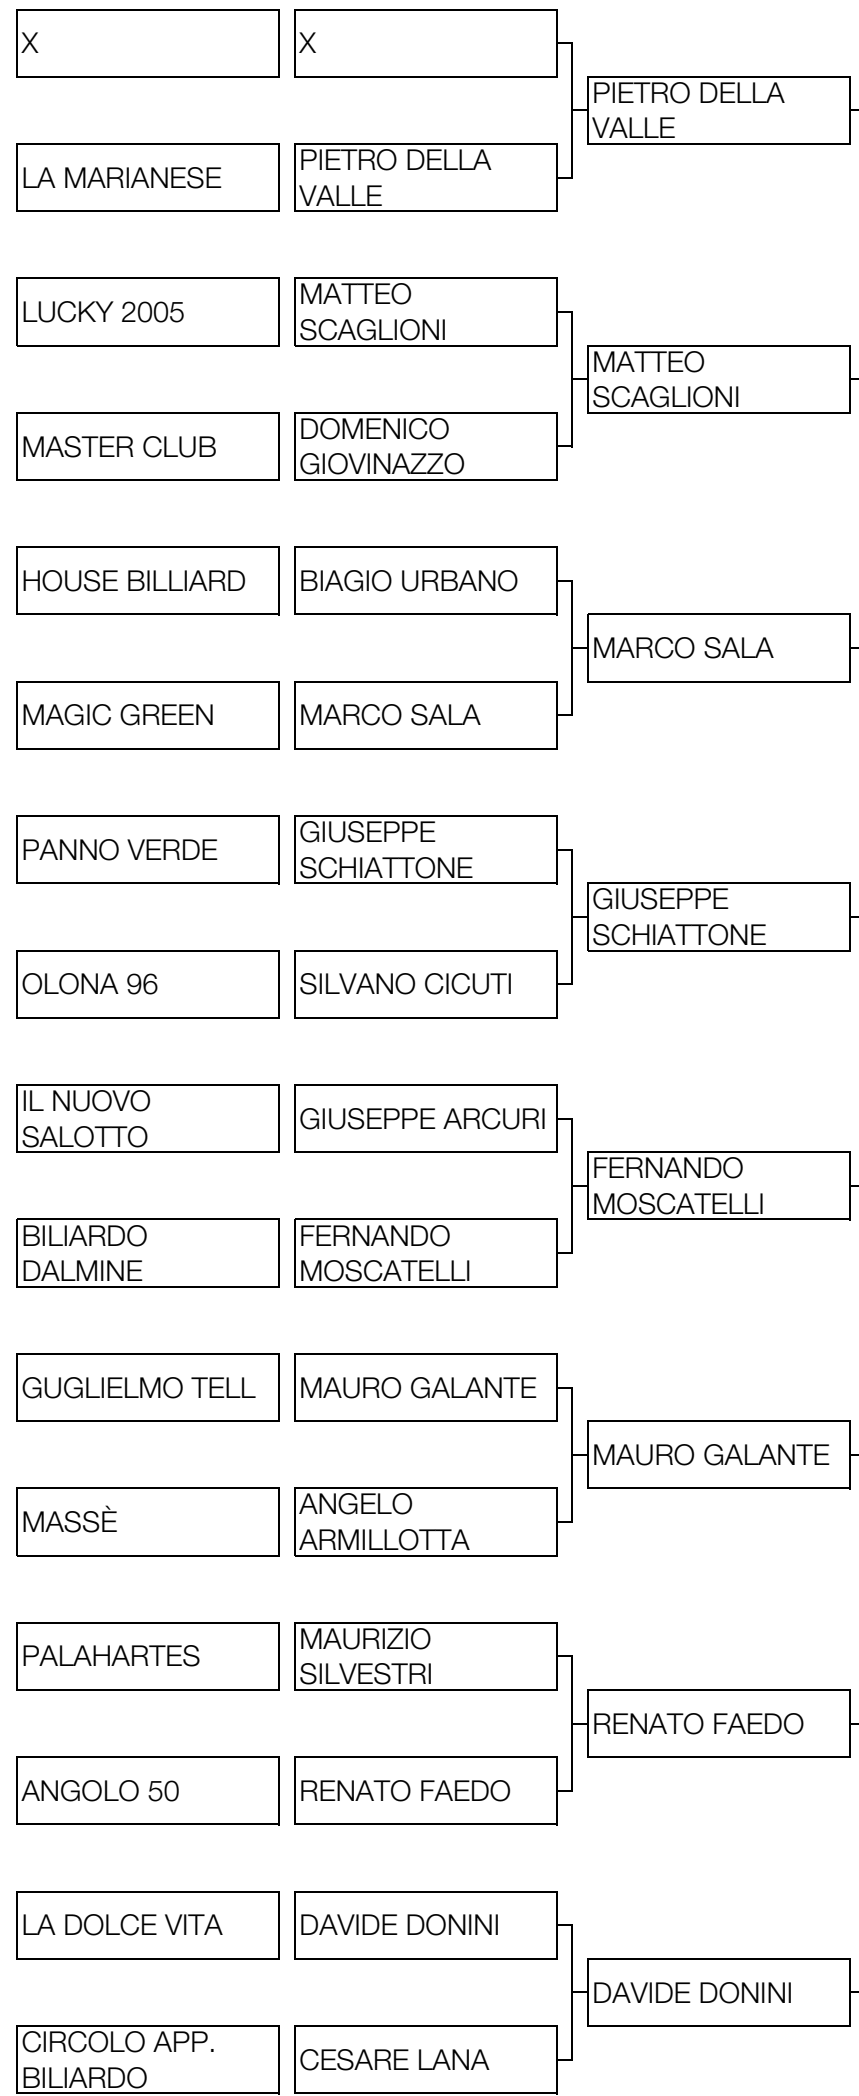 X
X
PIETRO DELLA
VALLE
LA MARIANESE
PIETRO DELLA
VALLE
LUCKY 2005
MATTEO
SCAGLIONI
MATTEO
SCAGLIONI
MASTER CLUB
DOMENICO
GIOVINAZZO
HOUSE BILLIARD
BIAGIO URBANO
MARCO SALA
MAGIC GREEN
MARCO SALA
PANNO VERDE
GIUSEPPE
SCHIATTONE
GIUSEPPE
SCHIATTONE
OLONA 96
SILVANO CICUTI
IL NUOVO
SALOTTO
GIUSEPPE ARCURI
FERNANDO
MOSCATELLI
BILIARDO
DALMINE
FERNANDO
MOSCATELLI
GUGLIELMO TELL
MAURO GALANTE
MAURO GALANTE
MASSÈ
ANGELO
ARMILLOTTA
PALAHARTES
MAURIZIO
SILVESTRI
RENATO FAEDO
ANGOLO 50
RENATO FAEDO
LA DOLCE VITA
DAVIDE DONINI
DAVIDE DONINI
CIRCOLO APP.
BILIARDO
CESARE LANA